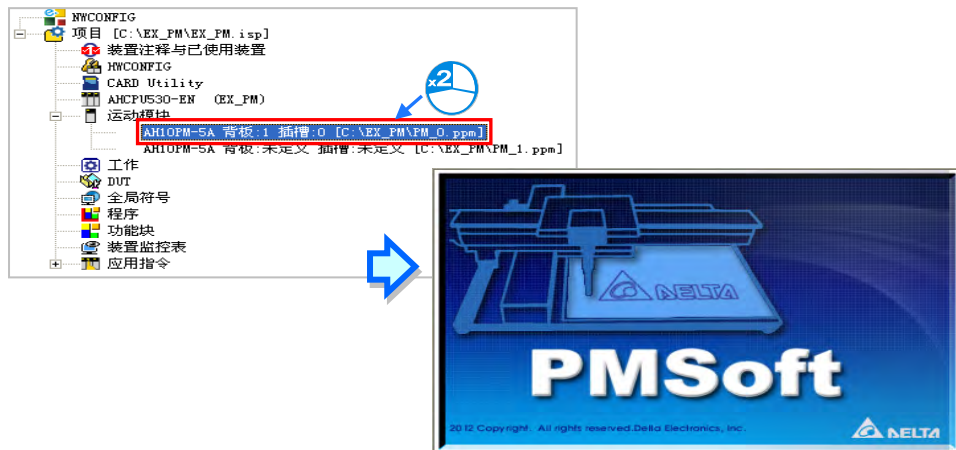 NWCONFIG
项目 [C:\EX_PM\EX_PM.isp]
装置注释与已使用装置
HWCONFIG
CARD Utility
AHCPU530-EN (EX_PM)
运动模块
AH10PM-5A 背板:1 插槽:0 [C:\EX_PM\PM_0.ppm]
AH10PM-5A 背板:未定义 插槽:未定义 [C:\EX_PM\PM_1.ppm]
工作
DUT
全局符号
程序
功能块
装置监控表
应用指令
x2
DELTA
PMSoft
2012 Copyright. All rights reserved.Delta Electronics, Inc.
DELTA